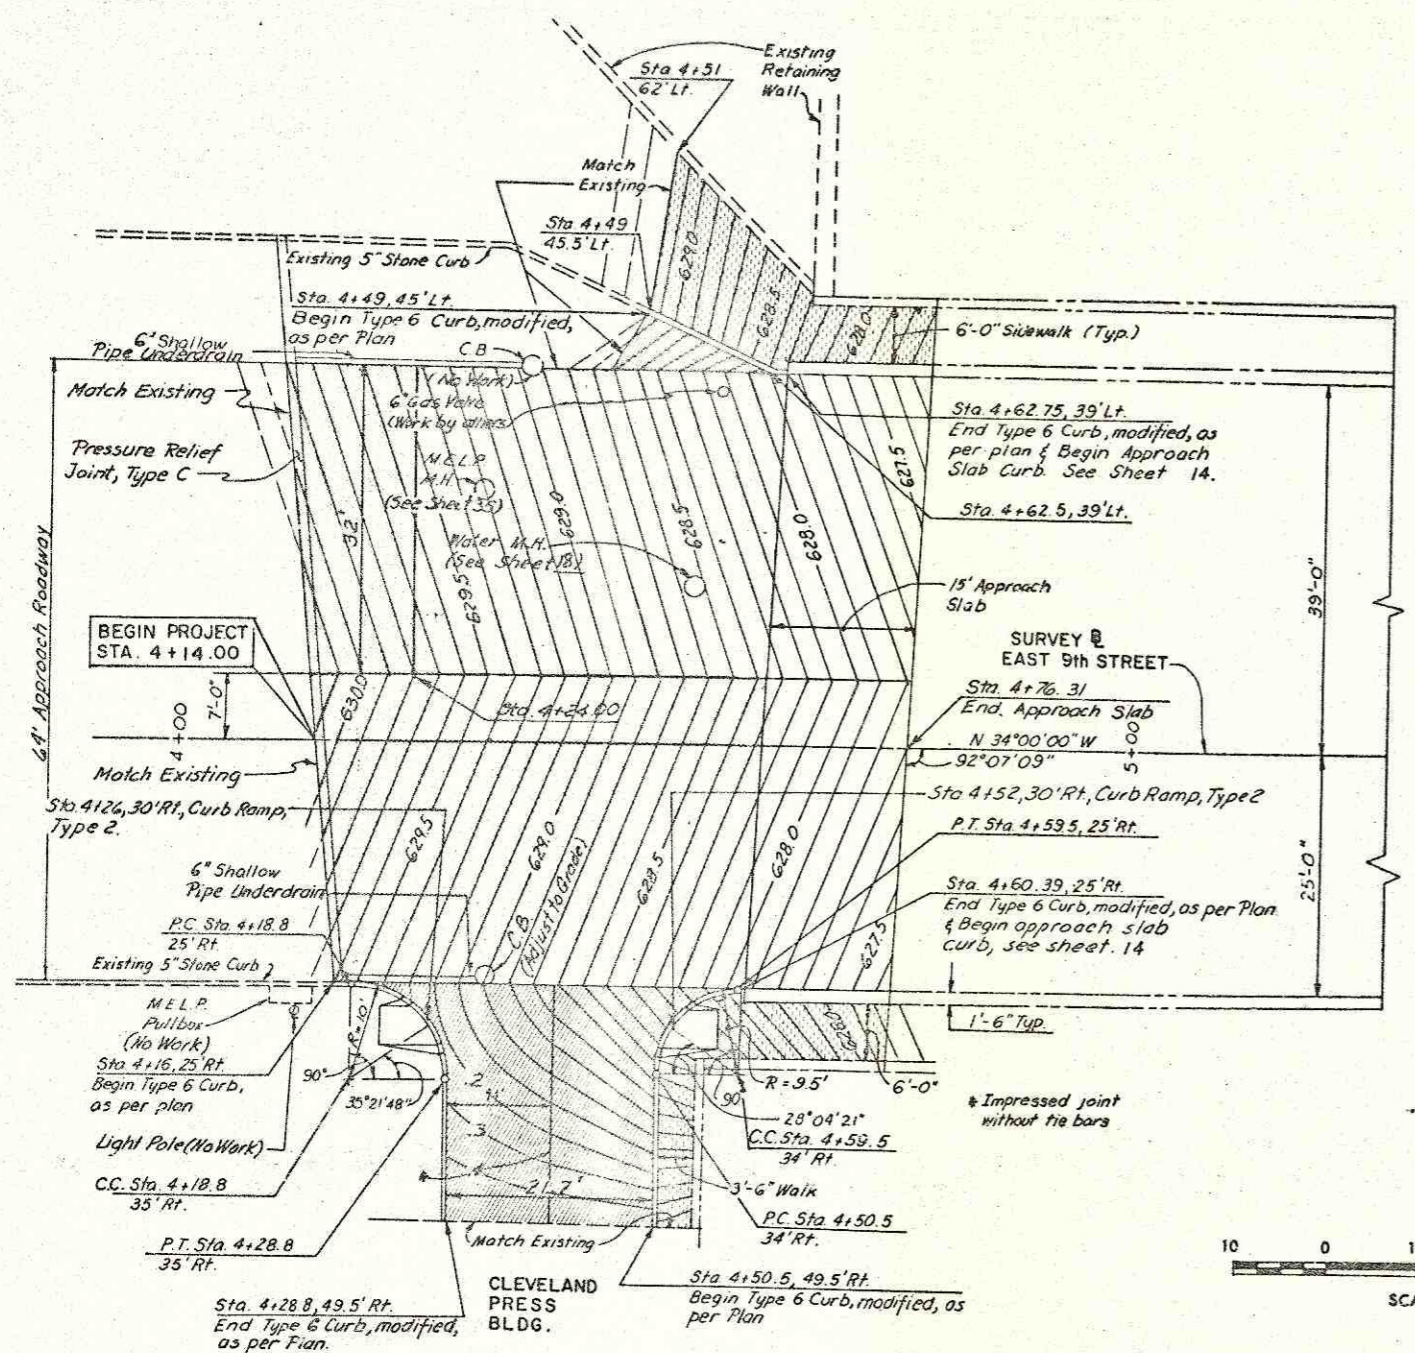 Existing
Retaining
Wall
Sta 4+51
62' Lt.
Match
Existing
Sta. 4+49
45.5' Lt.
Existing 5" Stone Curb
Sta. 4+49, 45' Lt.
Begin Type 6 Curb, modified,
as per Plan
6" Shallow
Pipe Underdrain
C.B
(No Work)
6" Gas Valve
(Work by others)
Match Existing
Pressure Relief
Joint, Type C
M.E.L.P.
M.H.
(See Sheet 35)
Water M.H.
(See Sheet 18)
629.0
628.5
628.0
6'-0" Sidewalk (Typ.)
Sta. 4+62.75, 39' Lt.
End Type 6 Curb, modified, as
per plan & Begin Approach
Slab Curb. See Sheet 14.
Sta. 4+62.5, 39' Lt.
627.5
628.0
628.5
629.0
629.5
630.0
32'
64' Approach Roadway
15' Approach
Slab
39'-0"
BEGIN PROJECT
STA. 4+14.00
7'-0"
4+00
Sta. 4+24.00
SURVEY ℄
EAST 9th STREET
Sta. 4+76.31
End. Approach Slab
N 34°00'00" W
92°07'09"
5+00
Match Existing
Sta. 4+26, 30' Rt., Curb Ramp,
Type 2.
Sta 4+52, 30' Rt., Curb Ramp, Type 2
P.T. Sta. 4+59.5, 25' Rt.
629.5
629.0
628.5
628.0
627.5
6" Shallow
Pipe Underdrain
C.B.
(Adjust to Grade)
P.C. Sta. 4+18.8
25' Rt.
Existing 5" Stone Curb
Sta. 4+60.39, 25' Rt.
End Type 6 Curb, modified, as per Plan
& Begin approach slab
curb, see sheet. 14
25'-0"
1'-6" Typ.
M.E.L.P.
Pullbox
(No Work)
R=10'
Sta. 4+16, 25' Rt.
Begin Type 6 Curb,
as per plan
90°
35°21'48"
.2
.3
.4
628.0
6'-0"
R=9.5'
90
28°04'21"
C.C. Sta. 4+59.5
34' Rt.
* Impressed joint
without tie bars
Light Pole (No Work)
C.C. Sta. 4+18.8
35' Rt.
21.7'
3'-6" Walk
P.C. Sta. 4+50.5
34' Rt.
P.T. Sta. 4+28.8
35' Rt.
Match Existing
CLEVELAND
PRESS
BLDG.
Sta. 4+28.8, 49.5' Rt.
End Type 6 Curb, modified,
as per Plan.
Sta 4+50.5, 49.5' Rt.
Begin Type 6 Curb, modified, as
per Plan
10 0 1
SCA